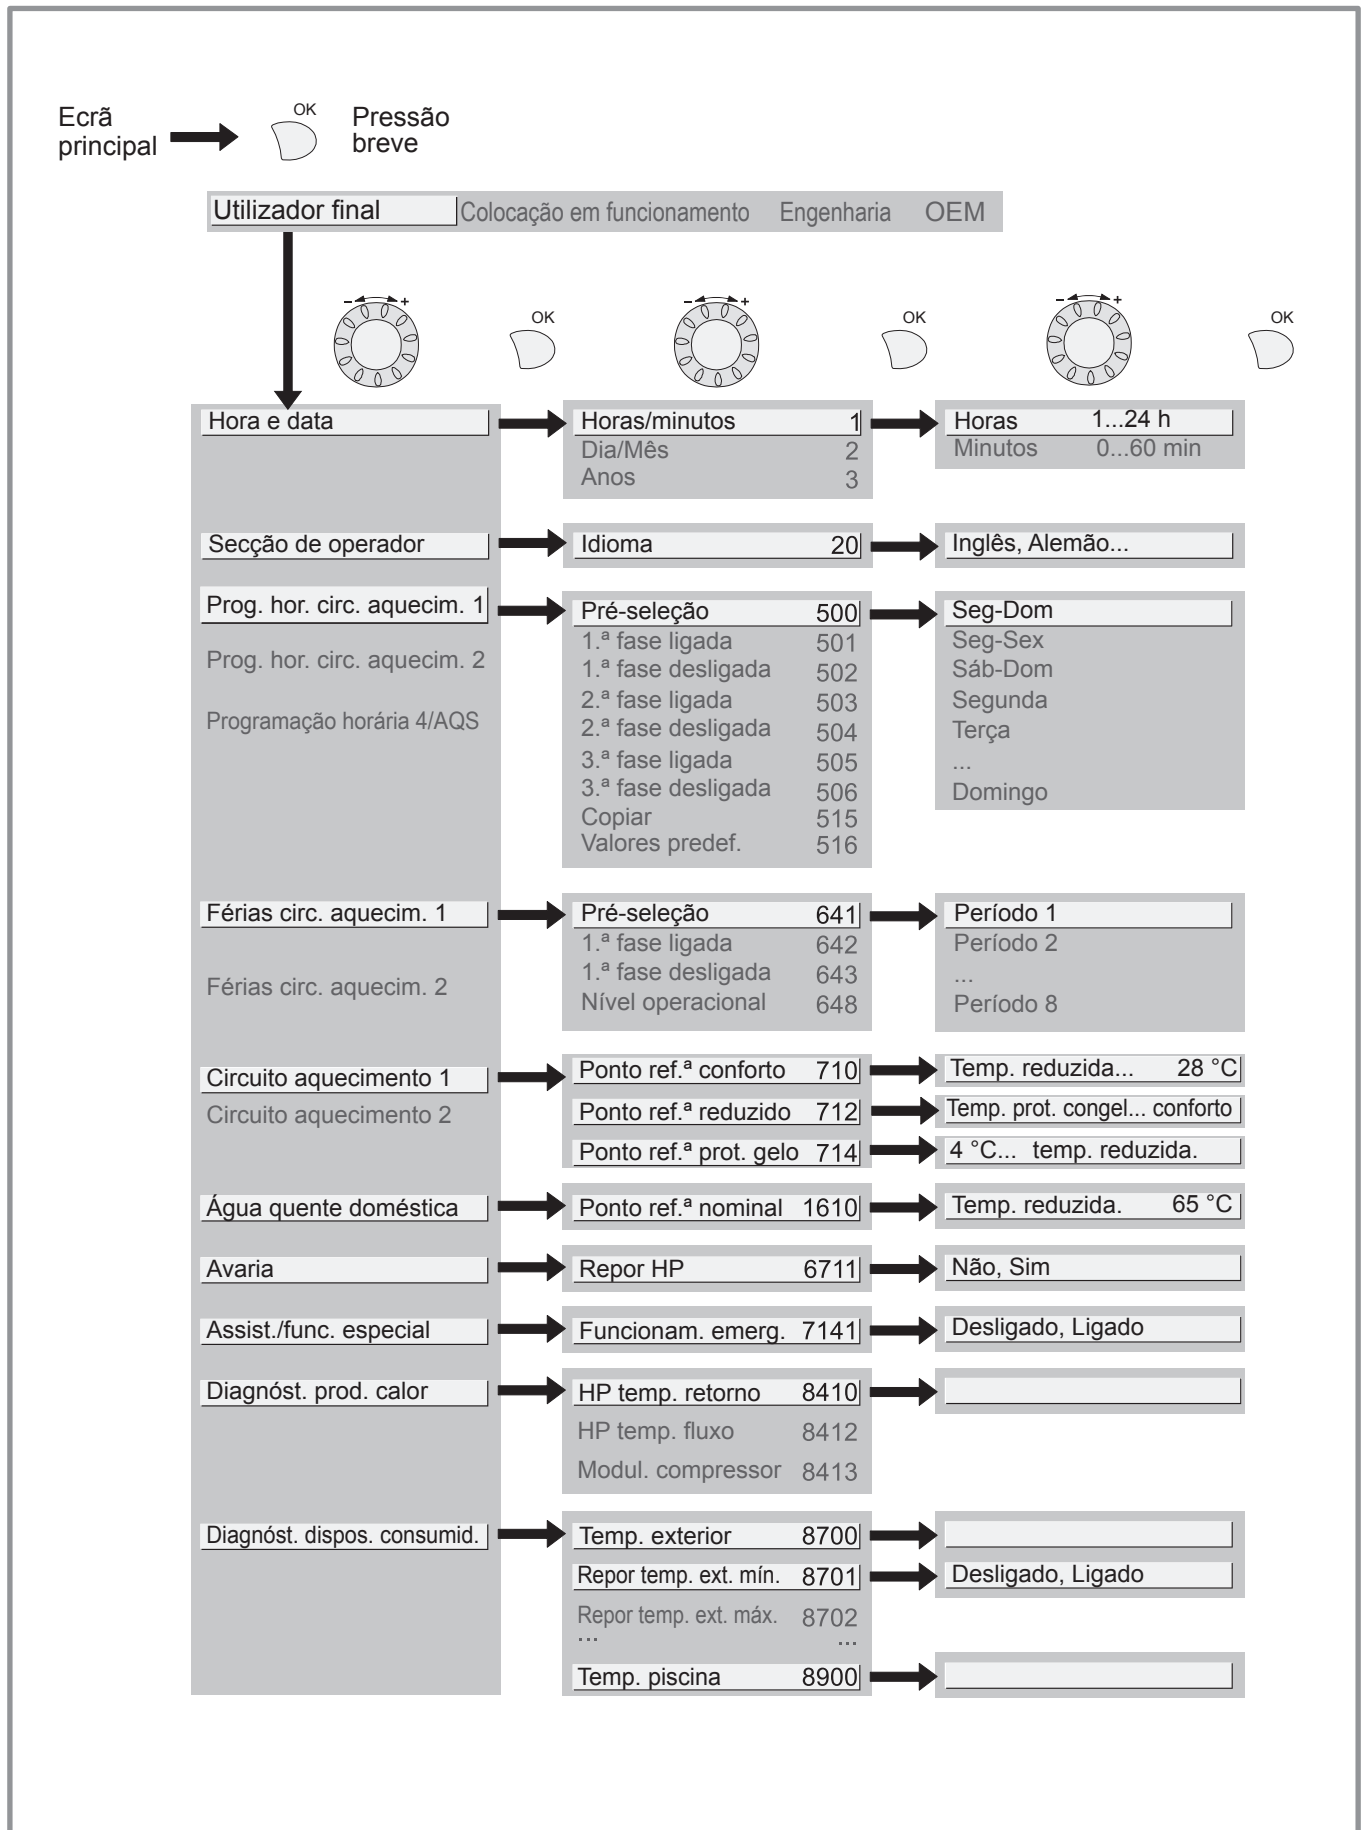 Ecrã
principal
OK
Pressão
breve
Utilizador final Colocação em funcionamento Engenharia OEM
- +
OK
- +
OK
- +
OK
Hora e data
Horas/minutos 1
Dia/Mês 2
Anos 3
Horas 1...24 h
Minutos 0...60 min
Secção de operador
Idioma 20
Inglês, Alemão...
Prog. hor. circ. aquecim. 1
Prog. hor. circ. aquecim. 2
Programação horária 4/AQS
Pré-seleção 500
1.ª fase ligada 501
1.ª fase desligada 502
2.ª fase ligada 503
2.ª fase desligada 504
3.ª fase ligada 505
3.ª fase desligada 506
Copiar 515
Valores predef. 516
Seg-Dom
Seg-Sex
Sáb-Dom
Segunda
Terça
...
Domingo
Férias circ. aquecim. 1
Férias circ. aquecim. 2
Pré-seleção 641
1.ª fase ligada 642
1.ª fase desligada 643
Nível operacional 648
Período 1
Período 2
...
Período 8
Circuito aquecimento 1
Circuito aquecimento 2
Ponto ref.ª conforto 710
Temp. reduzida... 28 °C
Ponto ref.ª reduzido 712
Temp. prot. congel... conforto
Ponto ref.ª prot. gelo 714
4 °C... temp. reduzida.
Água quente doméstica
Ponto ref.ª nominal 1610
Temp. reduzida. 65 °C
Avaria
Repor HP 6711
Não, Sim
Assist./func. especial
Funcionam. emerg. 7141
Desligado, Ligado
Diagnóst. prod. calor
HP temp. retorno 8410
HP temp. fluxo 8412
Modul. compressor 8413
Diagnóst. dispos. consumid.
Temp. exterior 8700
Repor temp. ext. mín. 8701
Desligado, Ligado
Repor temp. ext. máx. 8702
... ...
Temp. piscina 8900